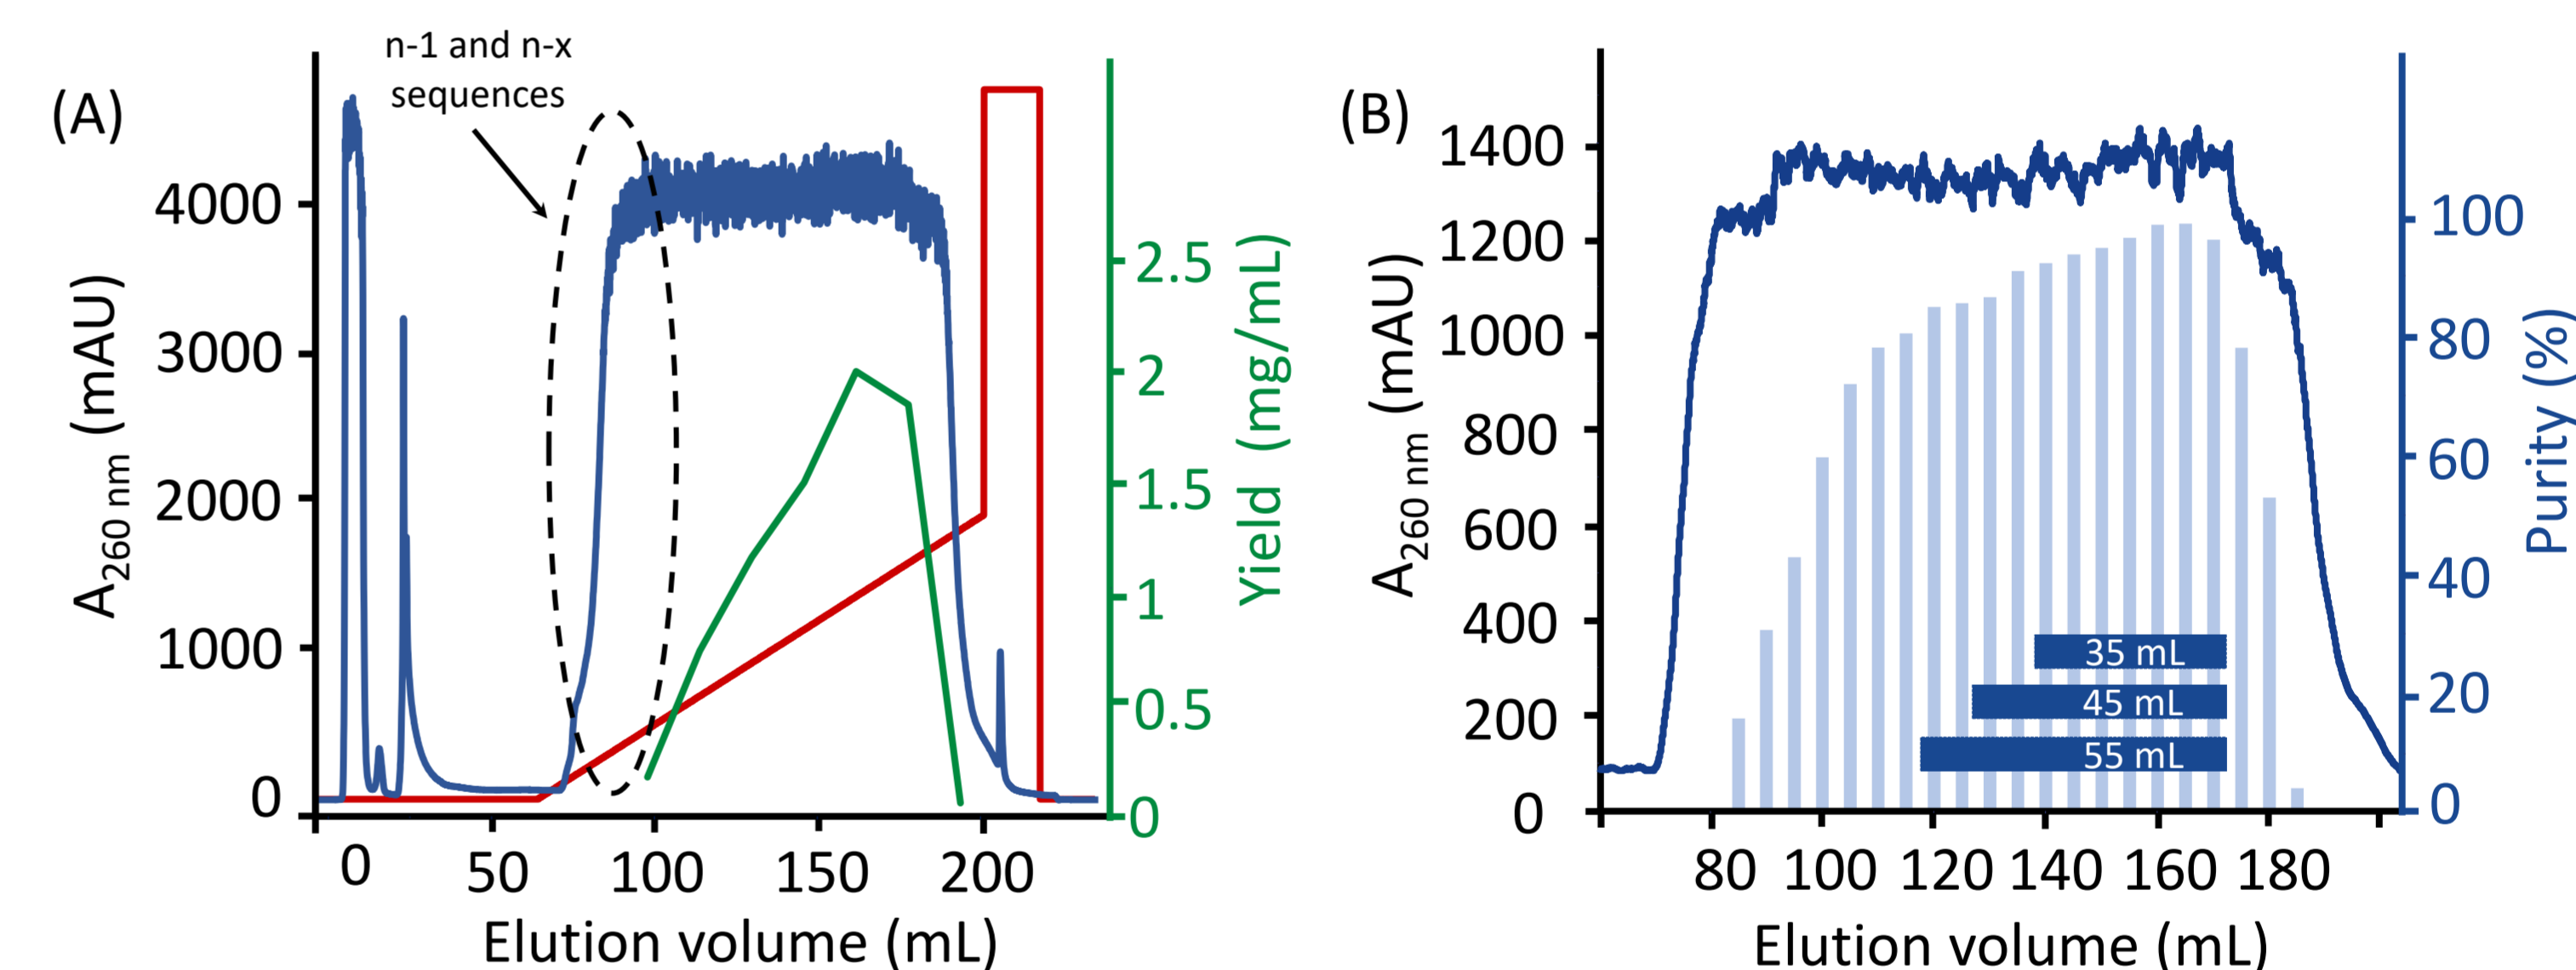 (A)
n-1 and n-x
sequences
4000
3000
2000
1000
0
A260 nm (mAU)
0 50 100 150 200
Elution volume (mL)
2.5
2
1.5
1
0.5
0
Yield (mg/mL)
(B)
1400
1200
1000
800
600
400
200
0
A260 nm (mAU)
35 mL
45 mL
55 mL
80 100 120 140 160 180
Elution volume (mL)
100
80
60
40
20
0
Purity (%)